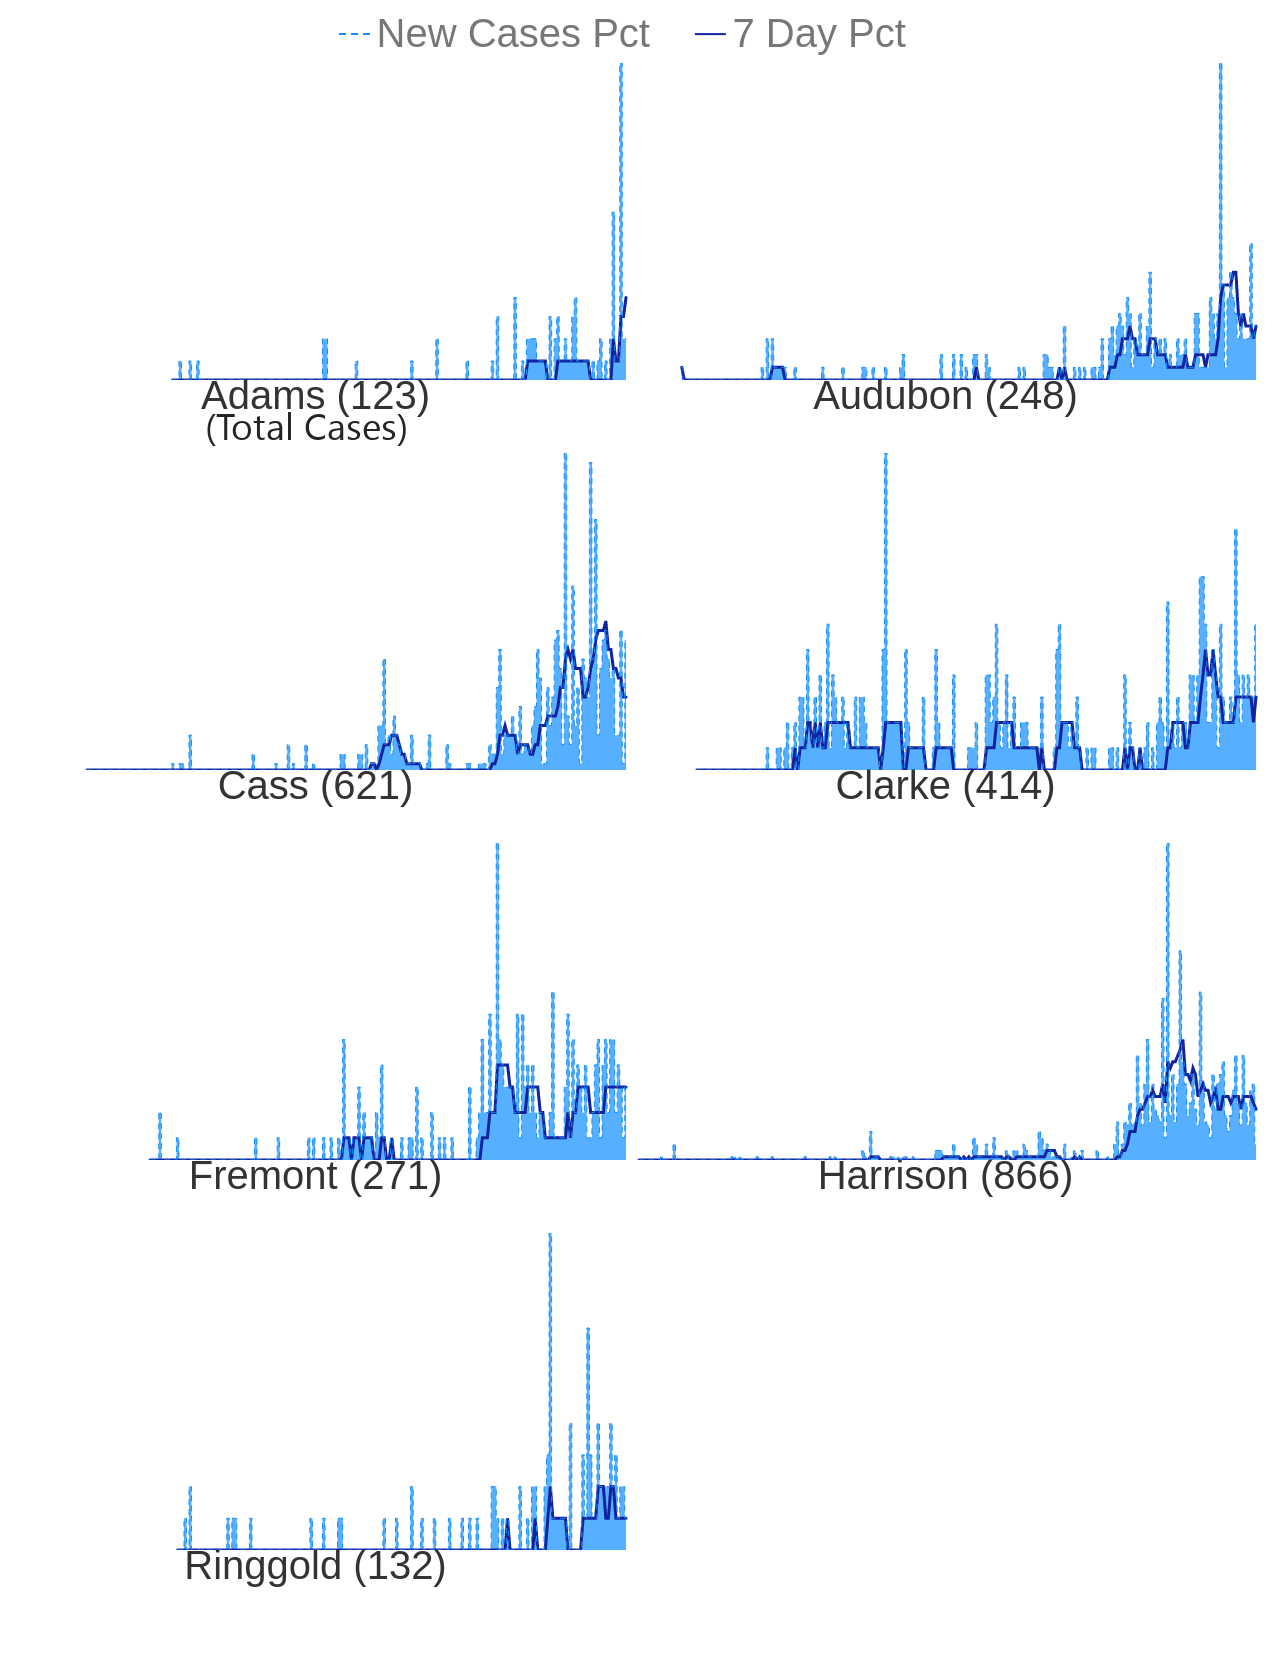 New Cases Pct 7 Day Pct
Adams (123)
(Total Cases)
Audubon (248)
Cass (621)
Clarke (414)
Fremont (271)
Harrison (866)
Ringgold (132)